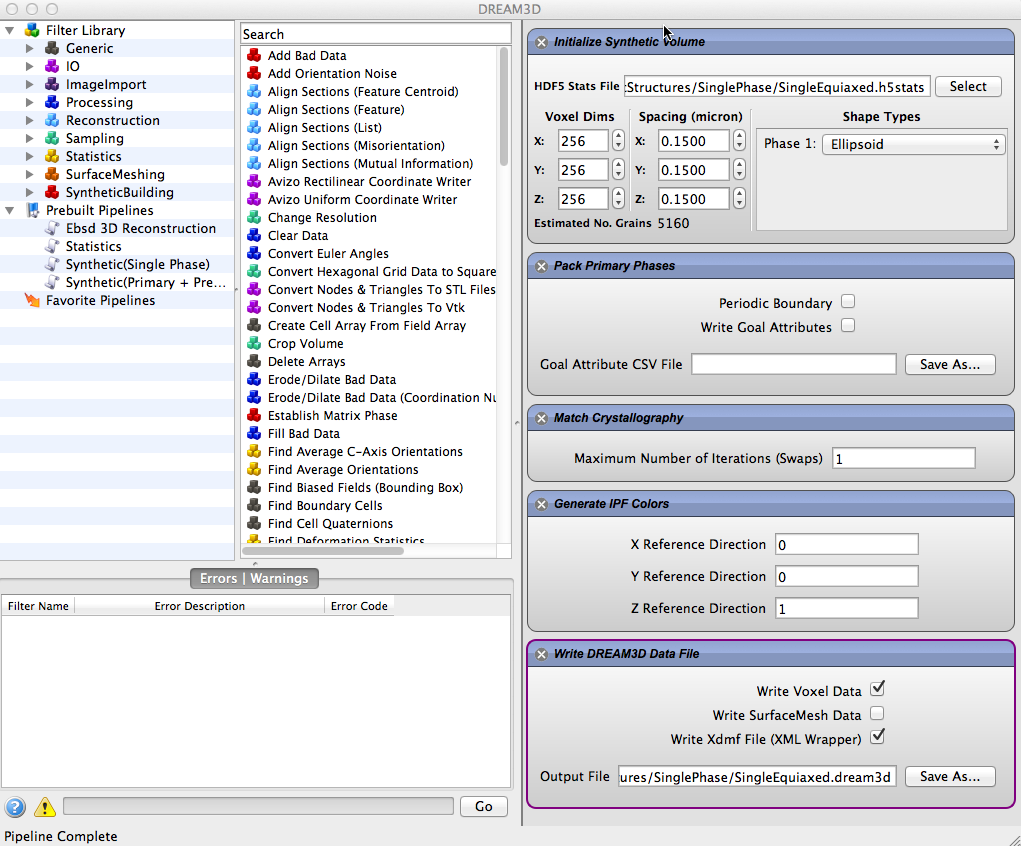 DREAM3D
Filter Library
Generic
IO
ImageImport
Processing
Reconstruction
Sampling
Statistics
SurfaceMeshing
SyntheticBuilding
Prebuilt Pipelines
Ebsd 3D Reconstruction
Statistics
Synthetic(Single Phase)
Synthetic(Primary + Pre...
Favorite Pipelines
Search
Add Bad Data
Add Orientation Noise
Align Sections (Feature Centroid)
Align Sections (Feature)
Align Sections (List)
Align Sections (Misorientation)
Align Sections (Mutual Information)
Avizo Rectilinear Coordinate Writer
Avizo Uniform Coordinate Writer
Change Resolution
Clear Data
Convert Euler Angles
Convert Hexagonal Grid Data to Square
Convert Nodes & Triangles To STL Files
Convert Nodes & Triangles To Vtk
Create Cell Array From Field Array
Crop Volume
Delete Arrays
Erode/Dilate Bad Data
Erode/Dilate Bad Data (Coordination Nu
Establish Matrix Phase
Fill Bad Data
Find Average C-Axis Orientations
Find Average Orientations
Find Biased Fields (Bounding Box)
Find Boundary Cells
Find Cell Quaternions
Find Deformation Statistics
Errors | Warnings
Filter Name Error Description Error Code
Go
Pipeline Complete
Initialize Synthetic Volume
HDF5 Stats File :Structures/SinglePhase/SingleEquiaxed.h5stats Select
Voxel Dims Spacing (micron) Shape Types
X: 256 X: 0.1500 Phase 1: Ellipsoid
Y: 256 Y: 0.1500
Z: 256 Z: 0.1500
Estimated No. Grains 5160
Pack Primary Phases
Periodic Boundary
Write Goal Attributes
Goal Attribute CSV File Save As...
Match Crystallography
Maximum Number of Iterations (Swaps) 1
Generate IPF Colors
X Reference Direction 0
Y Reference Direction 0
Z Reference Direction 1
Write DREAM3D Data File
Write Voxel Data
Write SurfaceMesh Data
Write Xdmf File (XML Wrapper)
Output File ures/SinglePhase/SingleEquiaxed.dream3d Save As...